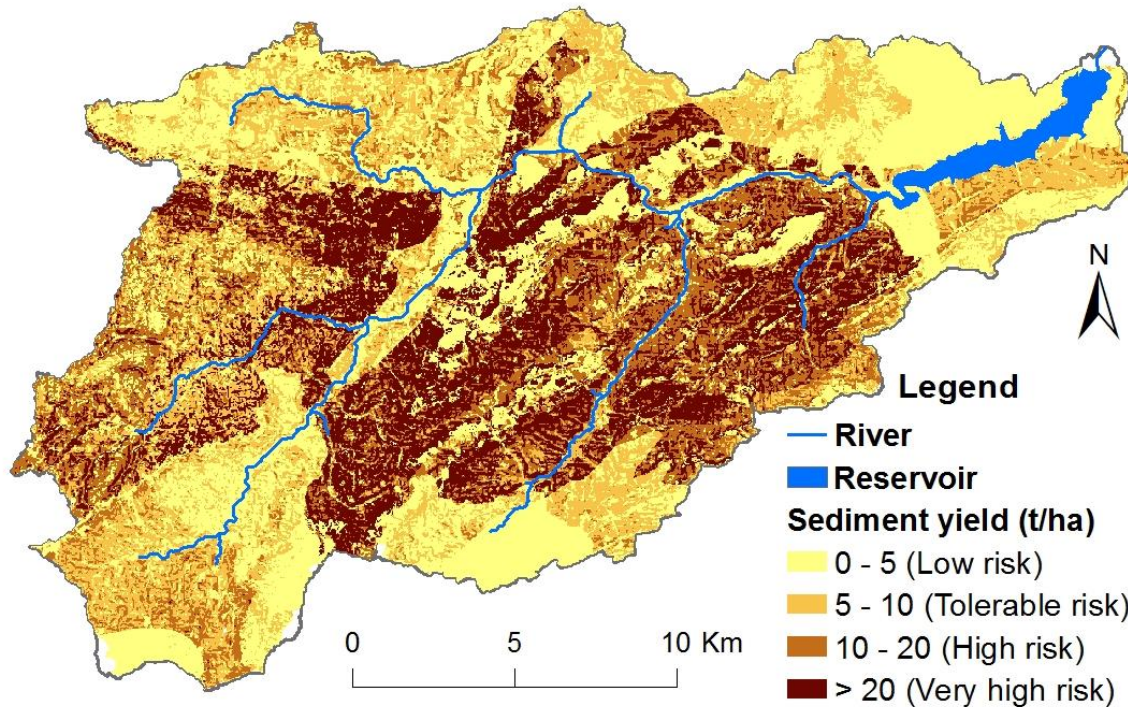 N
Legend
River
Reservoir
Sediment yield (t/ha)
0 - 5 (Low risk)
5 - 10 (Tolerable risk)
10 - 20 (High risk)
> 20 (Very high risk)
0 5 10 Km